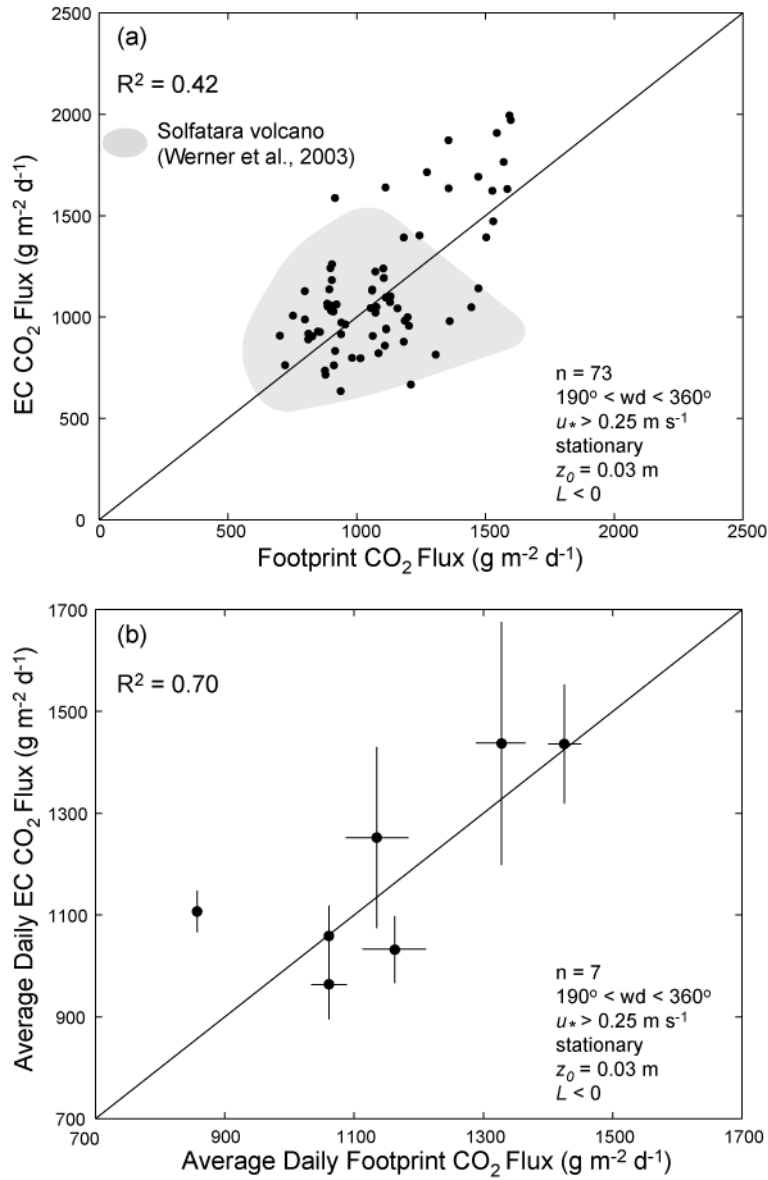 (a)
R² = 0.42
Solfatara volcano
(Werner et al., 2003)
n = 73
190º < wd < 360º
u* > 0.25 m s⁻¹
stationary
z₀ = 0.03 m
L < 0
EC CO₂ Flux (g m⁻² d⁻¹)
2500
2000
1500
1000
500
0
0 500 1000 1500 2000 2500
Footprint CO₂ Flux (g m⁻² d⁻¹)
(b)
R² = 0.70
n = 7
190º < wd < 360º
u* > 0.25 m s⁻¹
stationary
z₀ = 0.03 m
L < 0
Average Daily EC CO₂ Flux (g m⁻² d⁻¹)
1700
1500
1300
1100
900
700
700 900 1100 1300 1500 1700
Average Daily Footprint CO₂ Flux (g m⁻² d⁻¹)